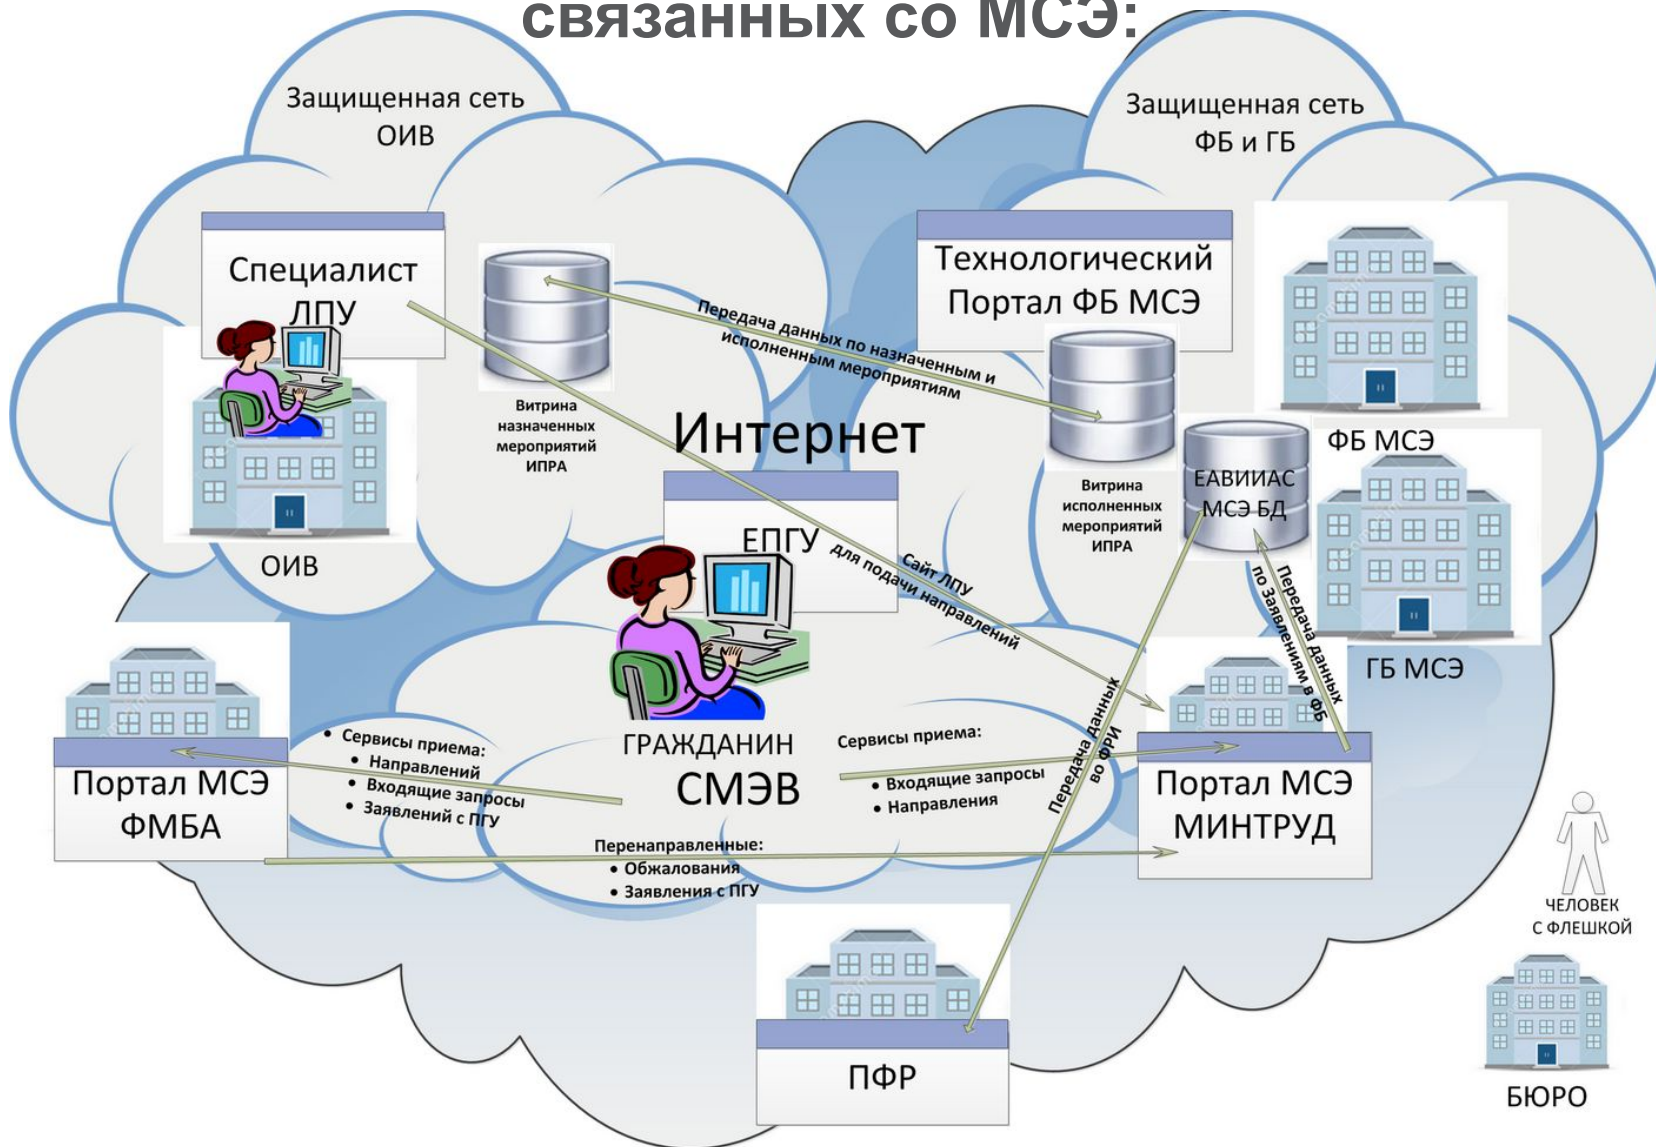 связанных со МСЭ:
Защищенная сеть
ОИВ
Защищенная сеть
ФБ и ГБ
Специалист
ЛПУ
Технологический
Портал ФБ МСЭ
Передача данных по назначенным и
исполненным мероприятиям
Витрина
назначенных
мероприятий
ИПРА
Интернет
ФБ МСЭ
ЕАВИИАС
МСЭ БД
Витрина
исполненных
мероприятий
ИПРА
ОИВ
ЕПГУ
Сайт ЛПУ
для подачи направлений
Передача данных
по Заявлениям в ФБ
ГБ МСЭ
ГРАЖДАНИН
СМЭВ
• Сервисы приема:
• Направлений
• Входящие запросы
• Заявлений с ПГУ
Сервисы приема:
• Входящие запросы
• Направления
Передача данных
во ФРИ
Портал МСЭ
ФМБА
Портал МСЭ
МИНТРУД
Перенаправленные:
• Обжалования
• Заявления с ПГУ
ЧЕЛОВЕК
С ФЛЕШКОЙ
ПФР
БЮРО